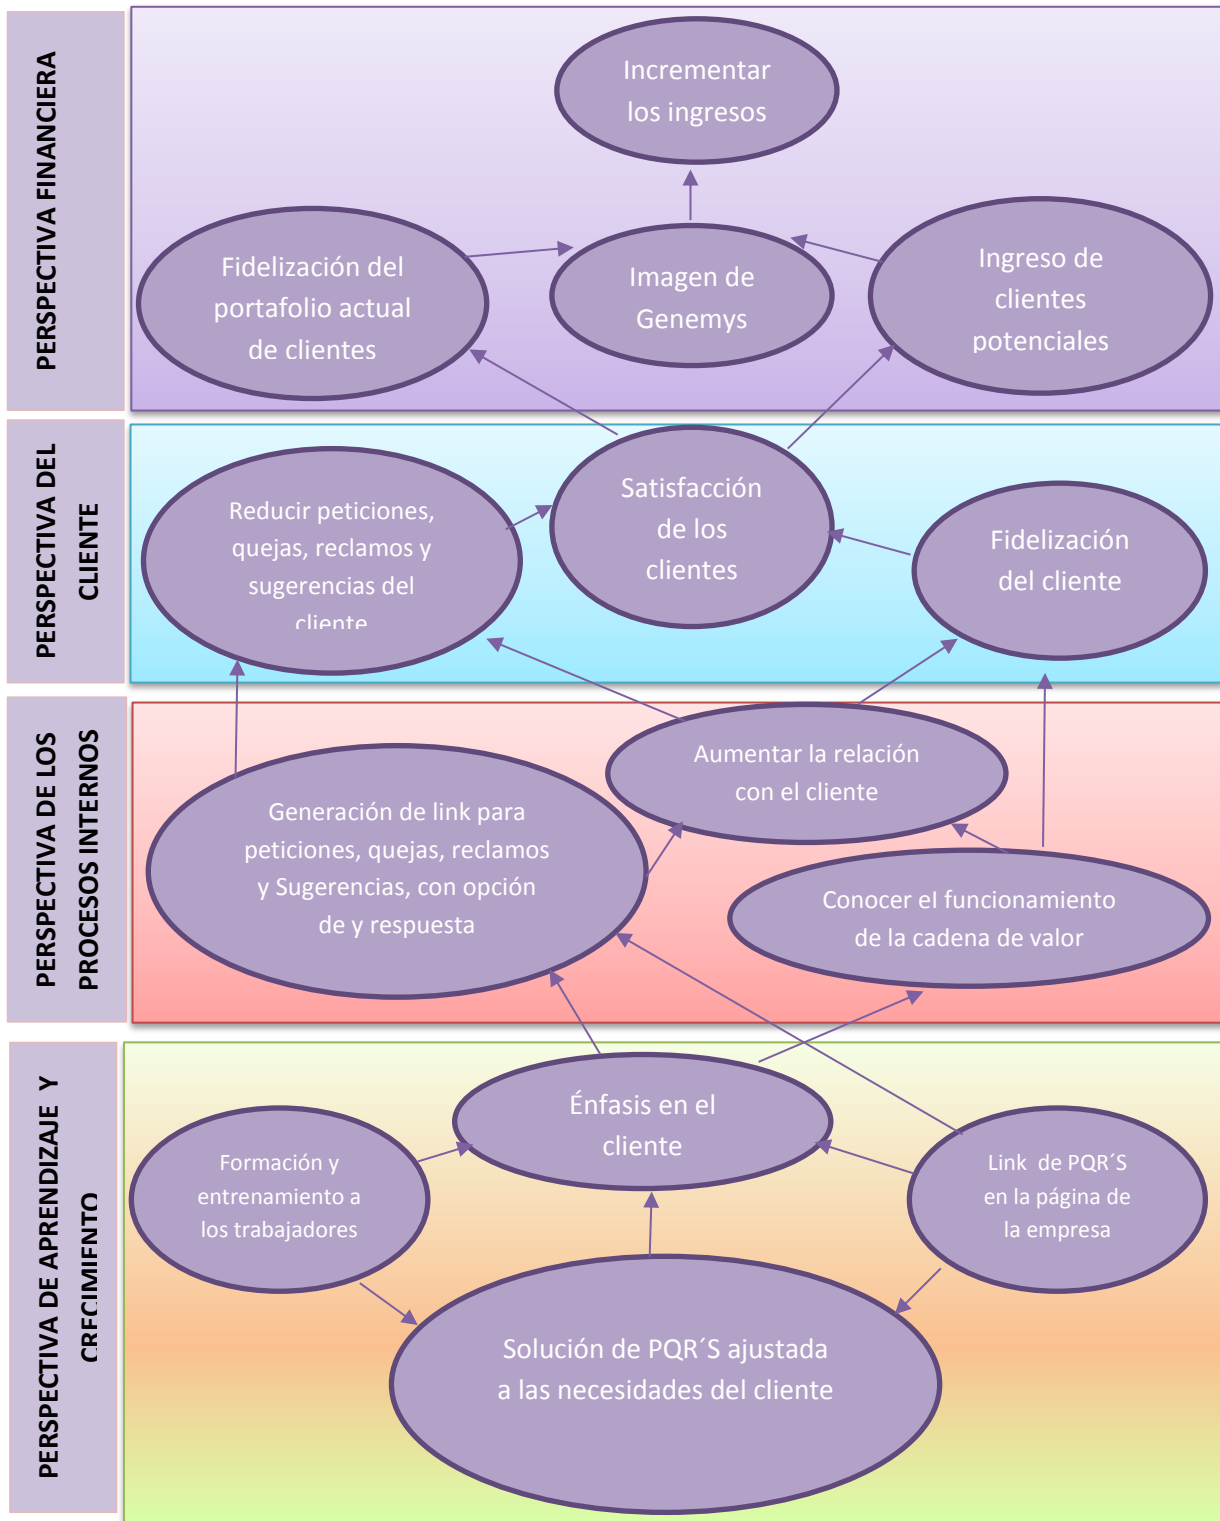 PERSPECTIVA FINANCIERA
Incrementar
los ingresos
Fidelización del
portafolio actual
de clientes
Imagen de
Genemys
Ingreso de
clientes
potenciales
PERSPECTIVA DEL
CLIENTE
Reducir peticiones,
quejas, reclamos y
sugerencias del
cliente
Satisfacción
de los
clientes
Fidelización
del cliente
PERSPECTIVA DE LOS
PROCESOS INTERNOS
Aumentar la relación
con el cliente
Generación de link para
peticiones, quejas, reclamos
y Sugerencias, con opción
de y respuesta
Conocer el funcionamiento
de la cadena de valor
PERSPECTIVA DE APRENDIZAJE Y
CRECIMIENTO
Énfasis en el
cliente
Formación y
entrenamiento a
los trabajadores
Link de PQR´S
en la página de
la empresa
Solución de PQR´S ajustada
a las necesidades del cliente